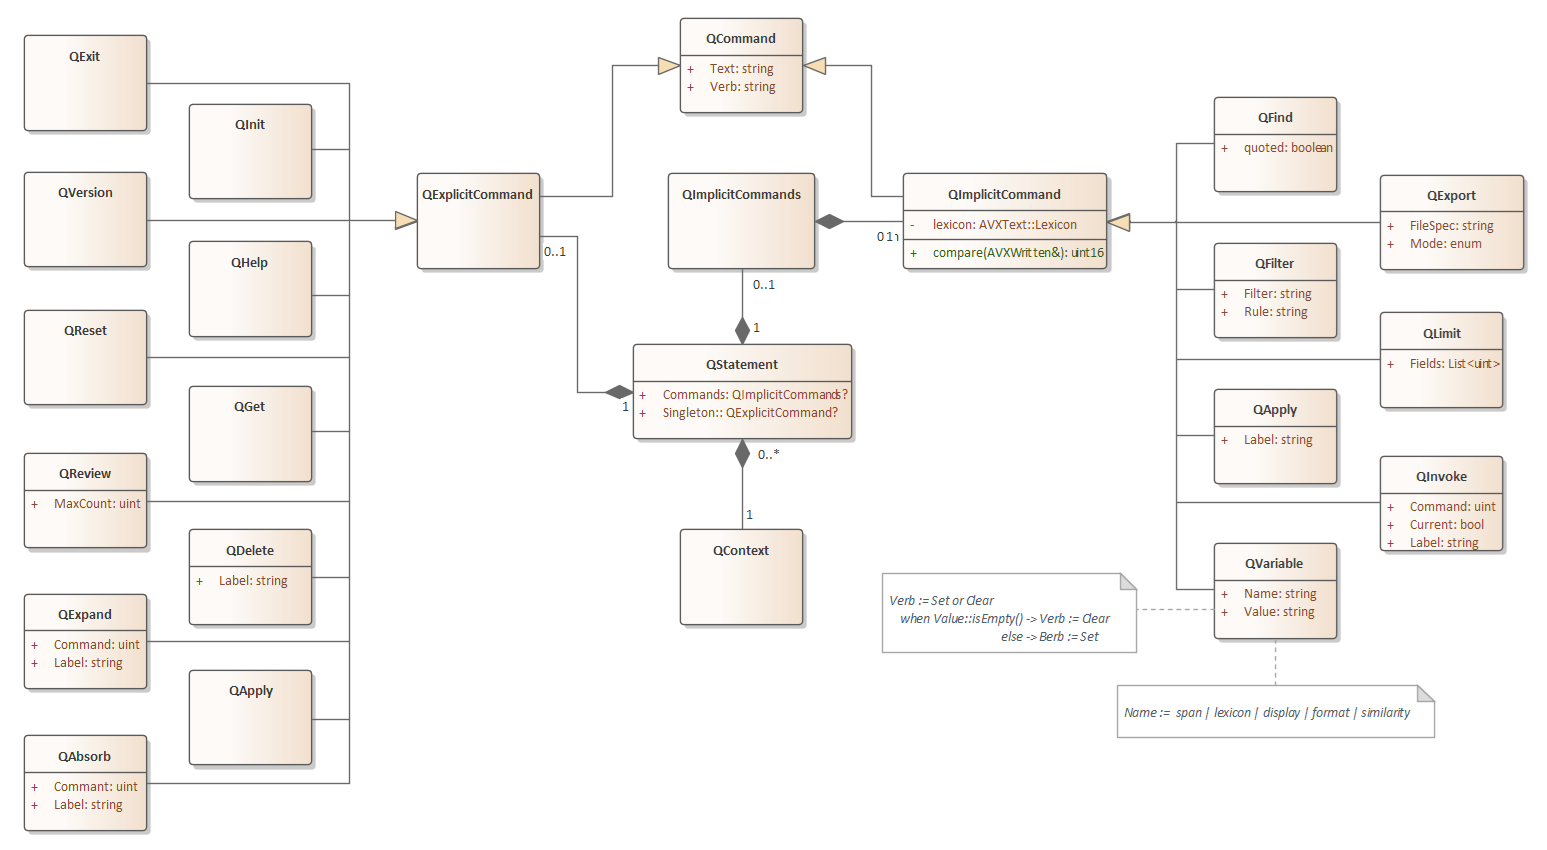 QCommand
+ Text: string
+ Verb: string
QExit
QInit
QVersion
QHelp
QReset
QGet
QReview
+ MaxCount: uint
QDelete
+ Label: string
QExpand
+ Command: uint
+ Label: string
QApply
QAbsorb
+ Commant: uint
+ Label: string
QExplicitCommand
0..1
QImplicitCommands
0..1
1
QImplicitCommand
- lexicon: AVXText::Lexicon
+ compare(AVXWritten&): uint16
QStatement
+ Commands: QImplicitCommands?
+ Singleton:: QExplicitCommand?
1
0..*
1
QContext
QFind
+ quoted: boolean
QExport
+ FileSpec: string
+ Mode: enum
QFilter
+ Filter: string
+ Rule: string
QLimit
+ Fields: List<uint>
QApply
+ Label: string
QInvoke
+ Command: uint
+ Current: bool
+ Label: string
QVariable
+ Name: string
+ Value: string
Verb := Set or Clear
when Value::isEmpty() -> Verb := Clear
else -> Berb := Set
Name := span | lexicon | display | format | similarity